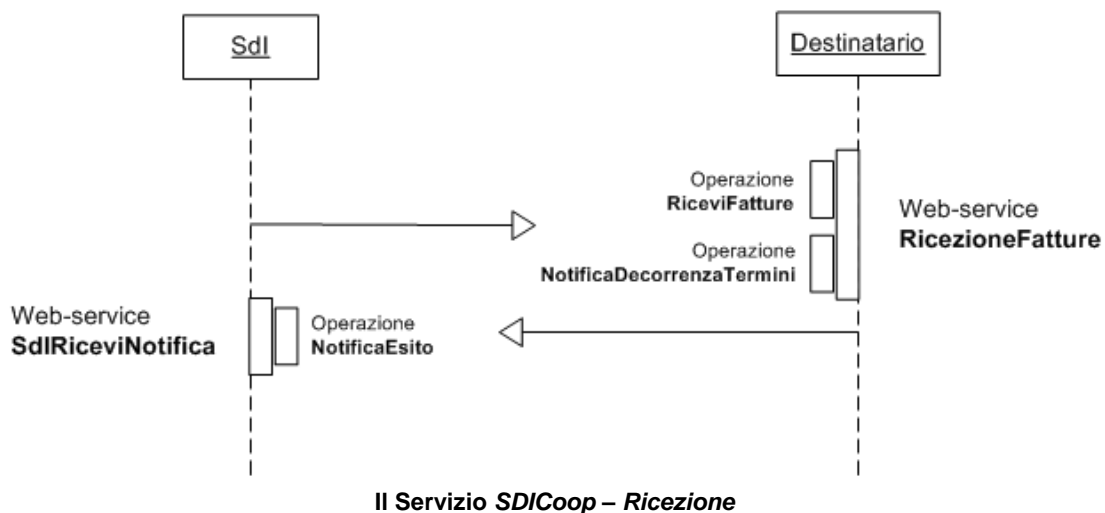 SdI
Destinatario
Operazione
RiceviFatture
Web-service
RicezioneFatture
Operazione
NotificaDecorrenzaTermini
Web-service
SdIRiceviNotifica
Operazione
NotificaEsito
Il Servizio SDICoop – Ricezione